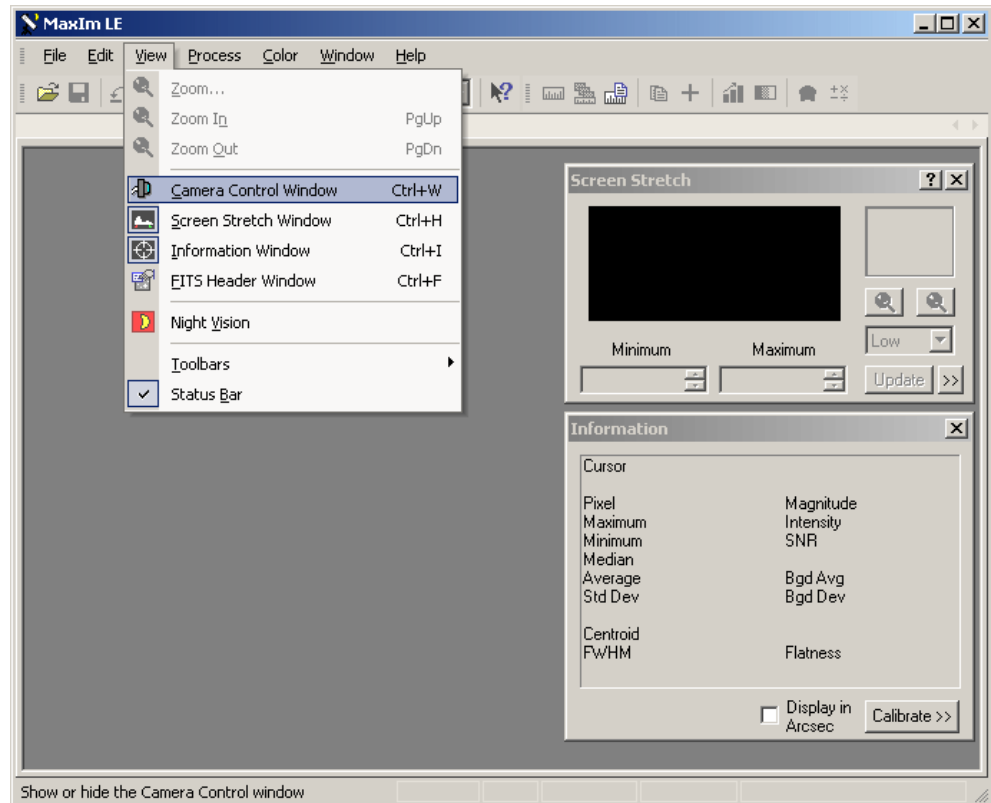 MaxIm LE
File Edit View Process Color Window Help
Zoom...
Zoom In PgUp
Zoom Out PgDn
Camera Control Window Ctrl+W
Screen Stretch Window Ctrl+H
Information Window Ctrl+I
FITS Header Window Ctrl+F
Night Vision
Toolbars
Status Bar
Screen Stretch
Minimum Maximum
Low
Update >>
Information
Cursor
Pixel Magnitude
Maximum Intensity
Minimum SNR
Median
Average Bgd Avg
Std Dev Bgd Dev
Centroid
FWHM Flatness
Display in
Arcsec
Calibrate >>
Show or hide the Camera Control window